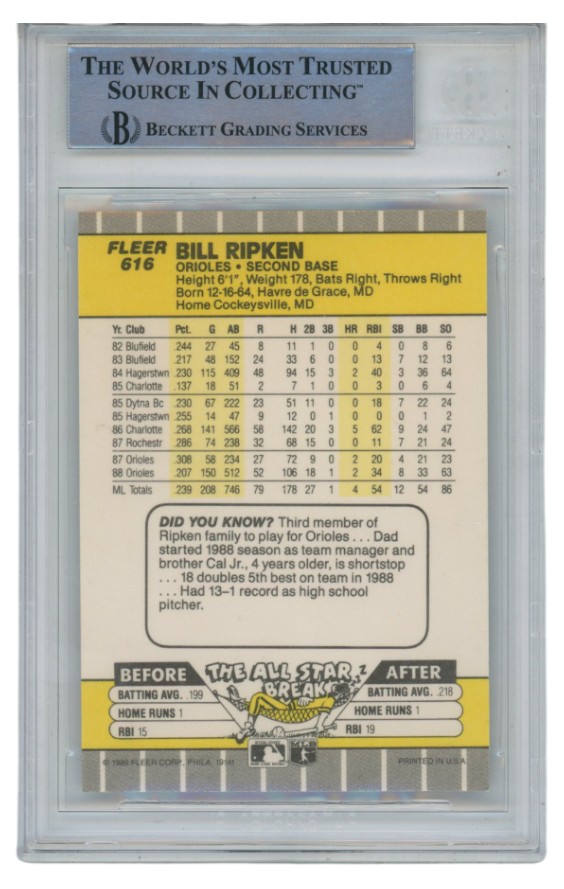 THE WORLD'S MOST TRUSTED
SOURCE IN COLLECTING™
B BECKETT GRADING SERVICES
FLEER BILL RIPKEN
616 ORIOLES • SECOND BASE
Height 6'1", Weight 178, Bats Right, Throws Right
Born 12-16-64, Havre de Grace, MD
Home Cockeysville, MD
Yr. Club Pct. G AB R H 2B 3B HR RBI SB BB SO
82 Blufield .244 27 45 8 11 1 0 0 4 0 8 6
83 Blufield .217 48 152 24 33 6 0 0 13 7 12 13
84 Hagerstwn .230 115 409 48 94 15 3 2 40 3 36 64
85 Charlotte .137 18 51 2 7 1 0 0 3 0 6 4
85 Dytna Bc .230 67 222 23 51 11 0 0 18 7 22 24
85 Hagerstwn .255 14 47 9 12 0 1 0 0 0 1 2
86 Charlotte .268 141 566 58 142 20 3 5 62 9 24 47
87 Rochestr .286 74 238 32 68 15 0 0 11 7 21 24
87 Orioles .308 58 234 27 72 9 0 2 20 4 21 23
88 Orioles .207 150 512 52 106 18 1 2 34 8 33 63
ML Totals .239 208 746 79 178 27 1 4 54 12 54 86
DID YOU KNOW? Third member of
Ripken family to play for Orioles . . . Dad
started 1988 season as team manager and
brother Cal Jr., 4 years older, is shortstop
. . . 18 doubles 5th best on team in 1988
. . . Had 13–1 record as high school
pitcher.
BEFORE THE ALL STAR BREAK AFTER
BATTING AVG. .199 BATTING AVG. .218
HOME RUNS 1 HOME RUNS 1
RBI 15 RBI 19
© 1989 FLEER CORP., PHILA. 19141 PRINTED IN U.S.A.